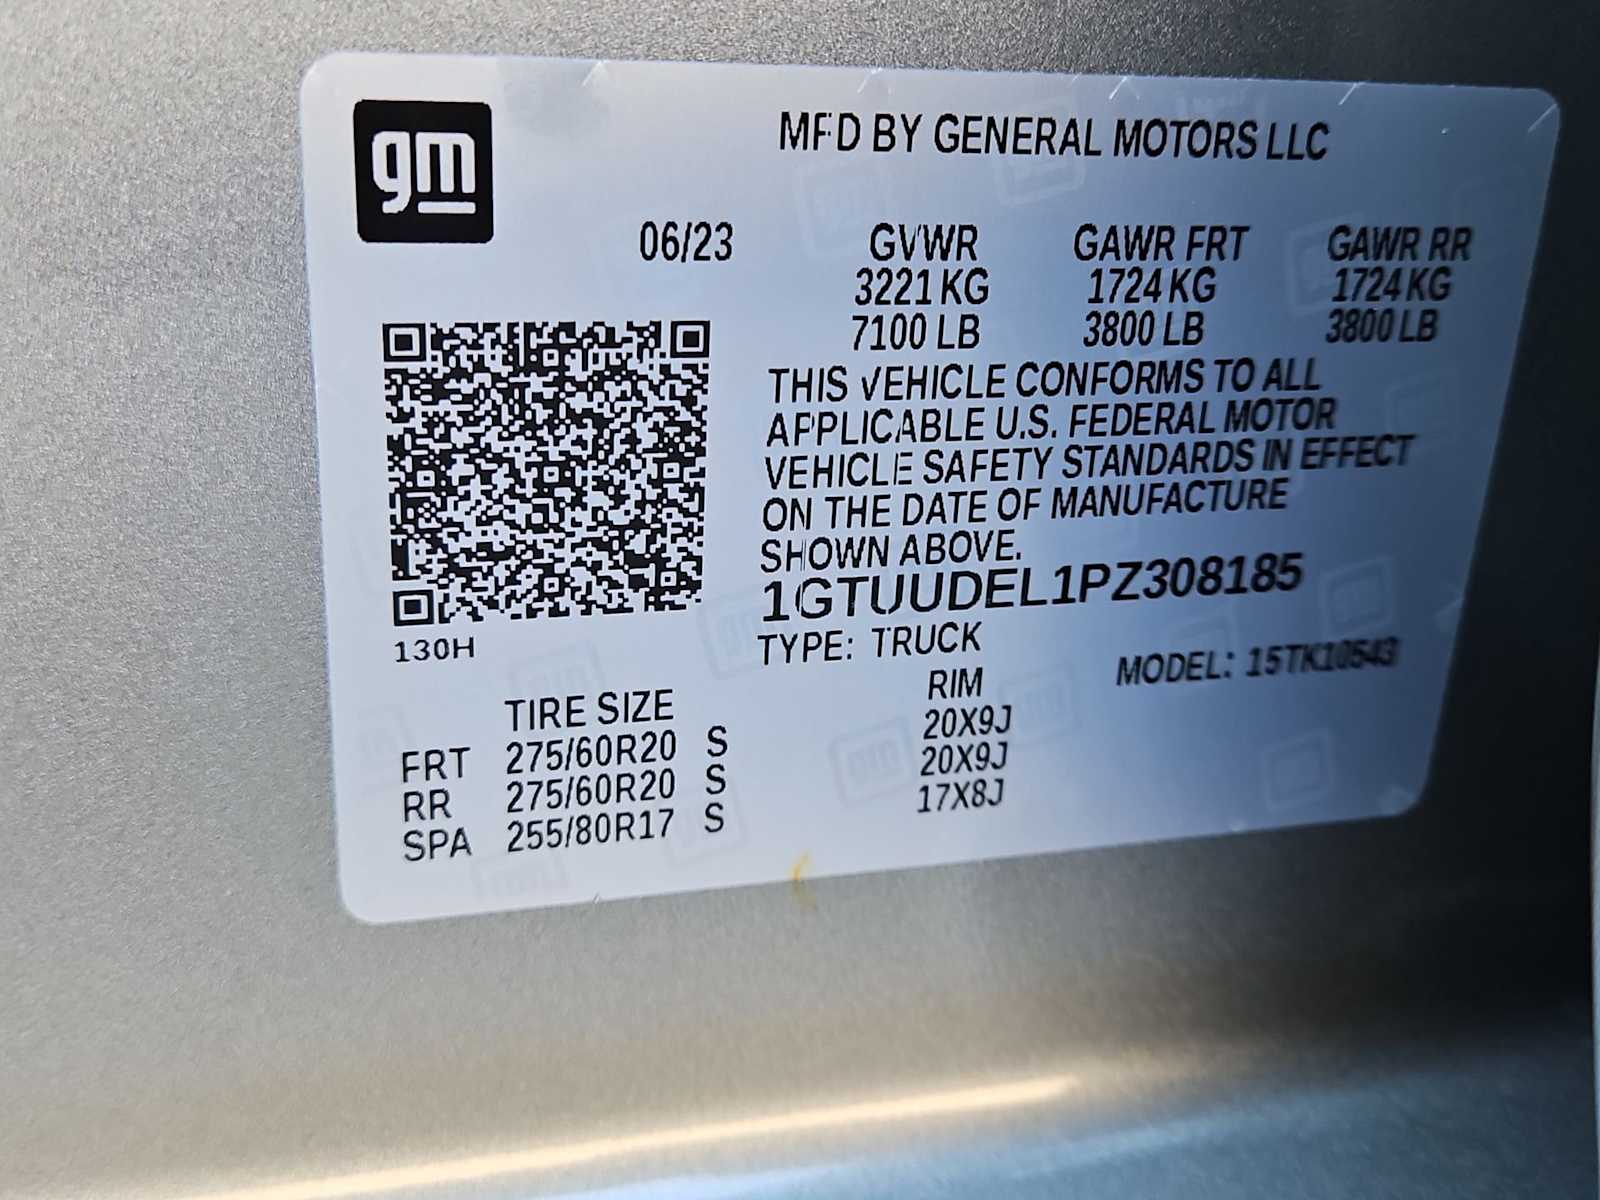 gm
MFD BY GENERAL MOTORS LLC
06/23 GVWR GAWR FRT GAWR RR
3221 KG 1724 KG 1724 KG
7100 LB 3800 LB 3800 LB
THIS VEHICLE CONFORMS TO ALL
APPLICABLE U.S. FEDERAL MOTOR
VEHICLE SAFETY STANDARDS IN EFFECT
ON THE DATE OF MANUFACTURE
SHOWN ABOVE.
1GTUUDEL1PZ308185
130H
TYPE: TRUCK MODEL: 15TK10543
TIRE SIZE RIM
FRT 275/60R20 S 20X9J
RR 275/60R20 S 20X9J
SPA 255/80R17 S 17X8J